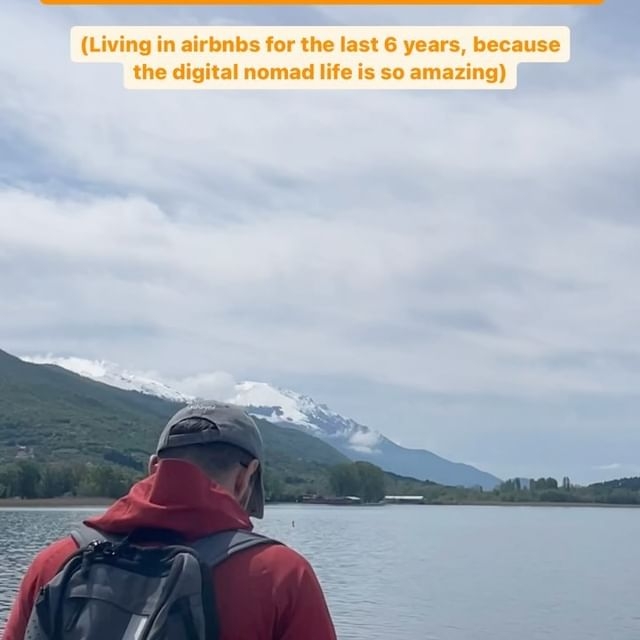 (Living in airbnbs for the last 6 years, because
the digital nomad life is so amazing)